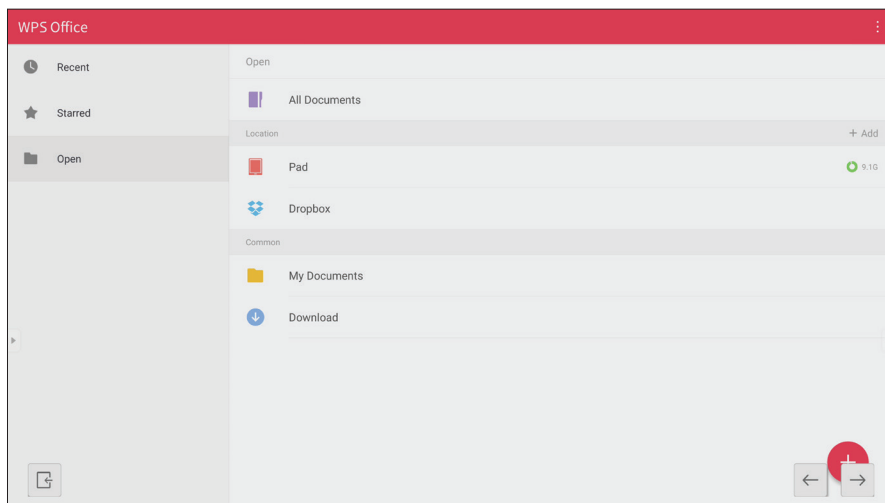 WPS Office
Recent
Starred
Open
Open
All Documents
Location
+ Add
Pad
9.1G
Dropbox
Common
My Documents
Download